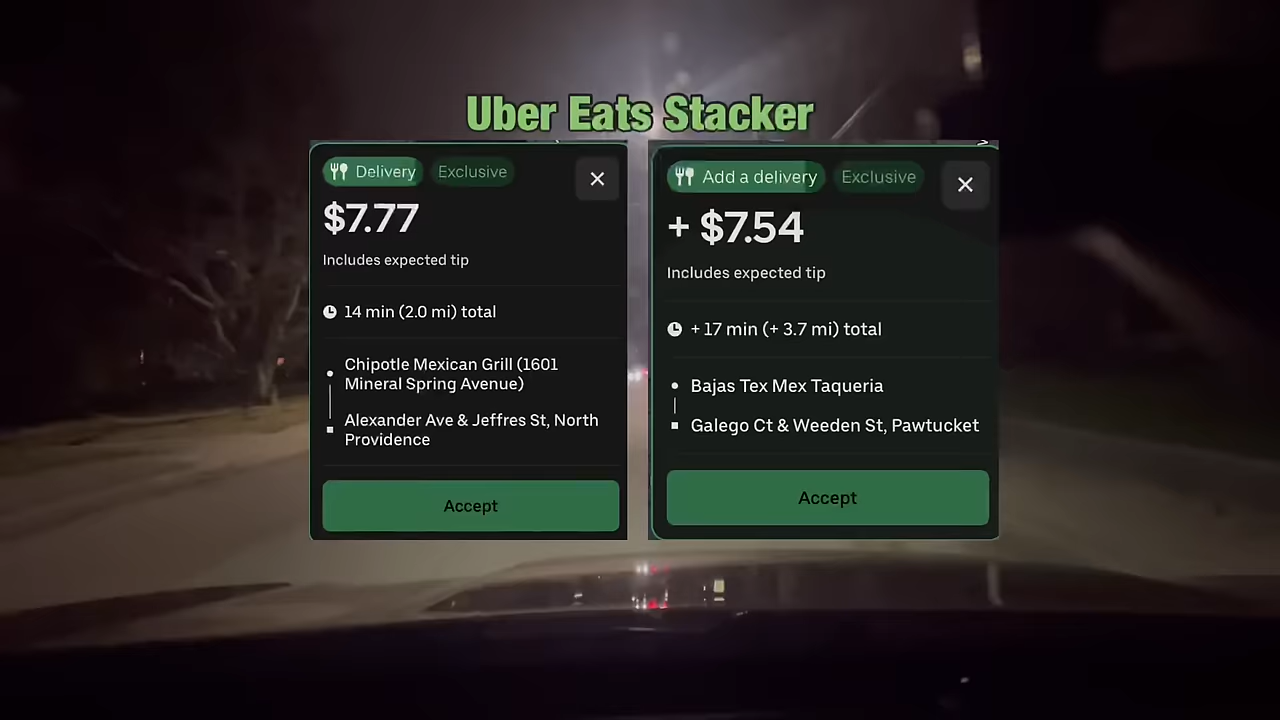 Uber Eats Stacker
Delivery
Exclusive
$7.77
Includes expected tip
14 min (2.0 mi) total
Chipotle Mexican Grill (1601
Mineral Spring Avenue)
Alexander Ave & Jeffres St, North
Providence
Accept
Add a delivery
Exclusive
+ $7.54
Includes expected tip
+ 17 min (+ 3.7 mi) total
Bajas Tex Mex Taqueria
Galego Ct & Weeden St, Pawtucket
Accept